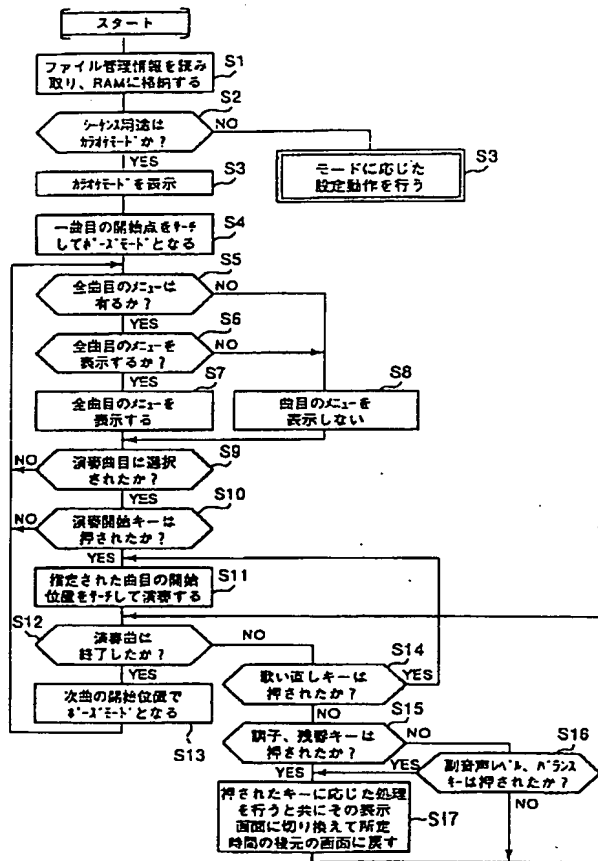 スタート
ファイル管理情報を読み
取り、RAMに格納する
S1
シーケンス用途は
カラオケモードか？
S2
NO
YES
カラオケモードを表示
S3
モードに応じた
設定動作を行う
S3
一曲目の開始点をサーチ
してポーズモードとなる
S4
全曲目のメニューは
有るか？
S5
NO
YES
全曲目のメニューを
表示するか？
S6
NO
YES
全曲目のメニューを
表示する
S7
曲目のメニューを
表示しない
S8
演奏曲目に選択
されたか？
S9
NO
YES
演奏開始キーは
押されたか？
S10
NO
YES
指定された曲目の開始
位置をサーチして演奏する
S11
S12
演奏曲は
終了したか？
NO
YES
次曲の開始位置で
ポーズモードとなる
S13
歌い直しキーは
押されたか？
S14
YES
NO
調子、残響キーは
押されたか？
S15
NO
YES
副音声レベル、バランス
キーは押されたか？
S16
YES
NO
押されたキーに応じた処理
を行うと共にその表示
画面に切り換えて所定
時間の後元の画面に戻す
S17